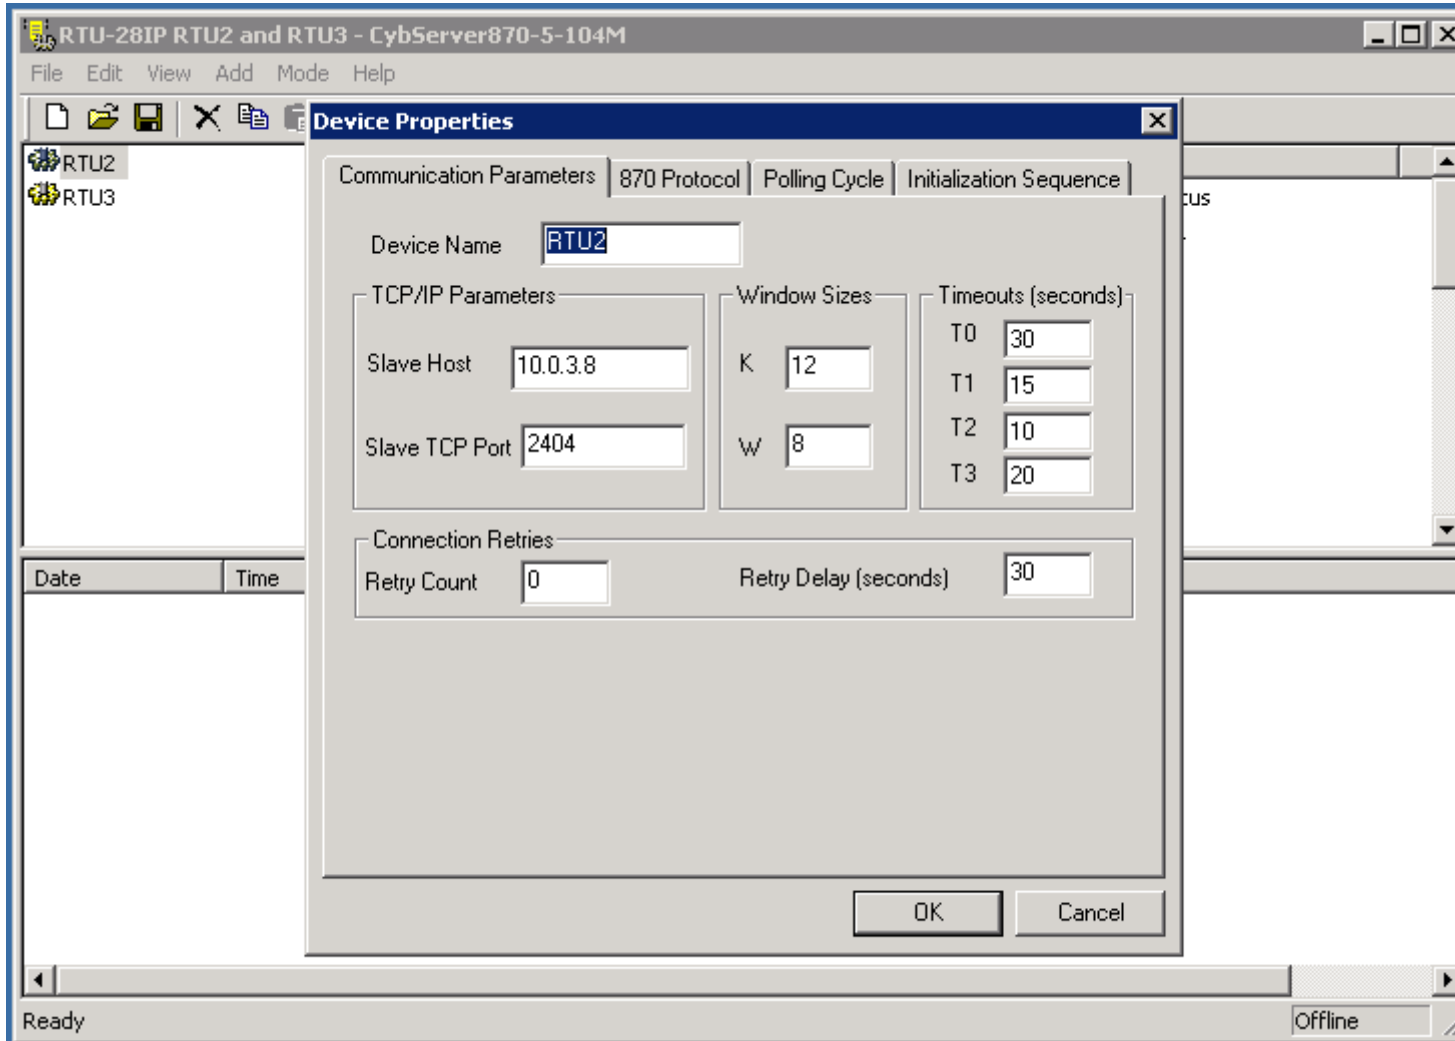 RTU-28IP RTU2 and RTU3 - CybServer870-5-104M
File Edit View Add Mode Help
Device Properties
RTU2
RTU3
Communication Parameters 870 Protocol Polling Cycle Initialization Sequence
Device Name RTU2
TCP/IP Parameters Window Sizes Timeouts (seconds)
Slave Host 10.0.3.8 K 12 T0 30
T1 15
Slave TCP Port 2404 W 8 T2 10
T3 20
Connection Retries
Retry Count 0 Retry Delay (seconds) 30
Date Time
OK Cancel
Ready Offline